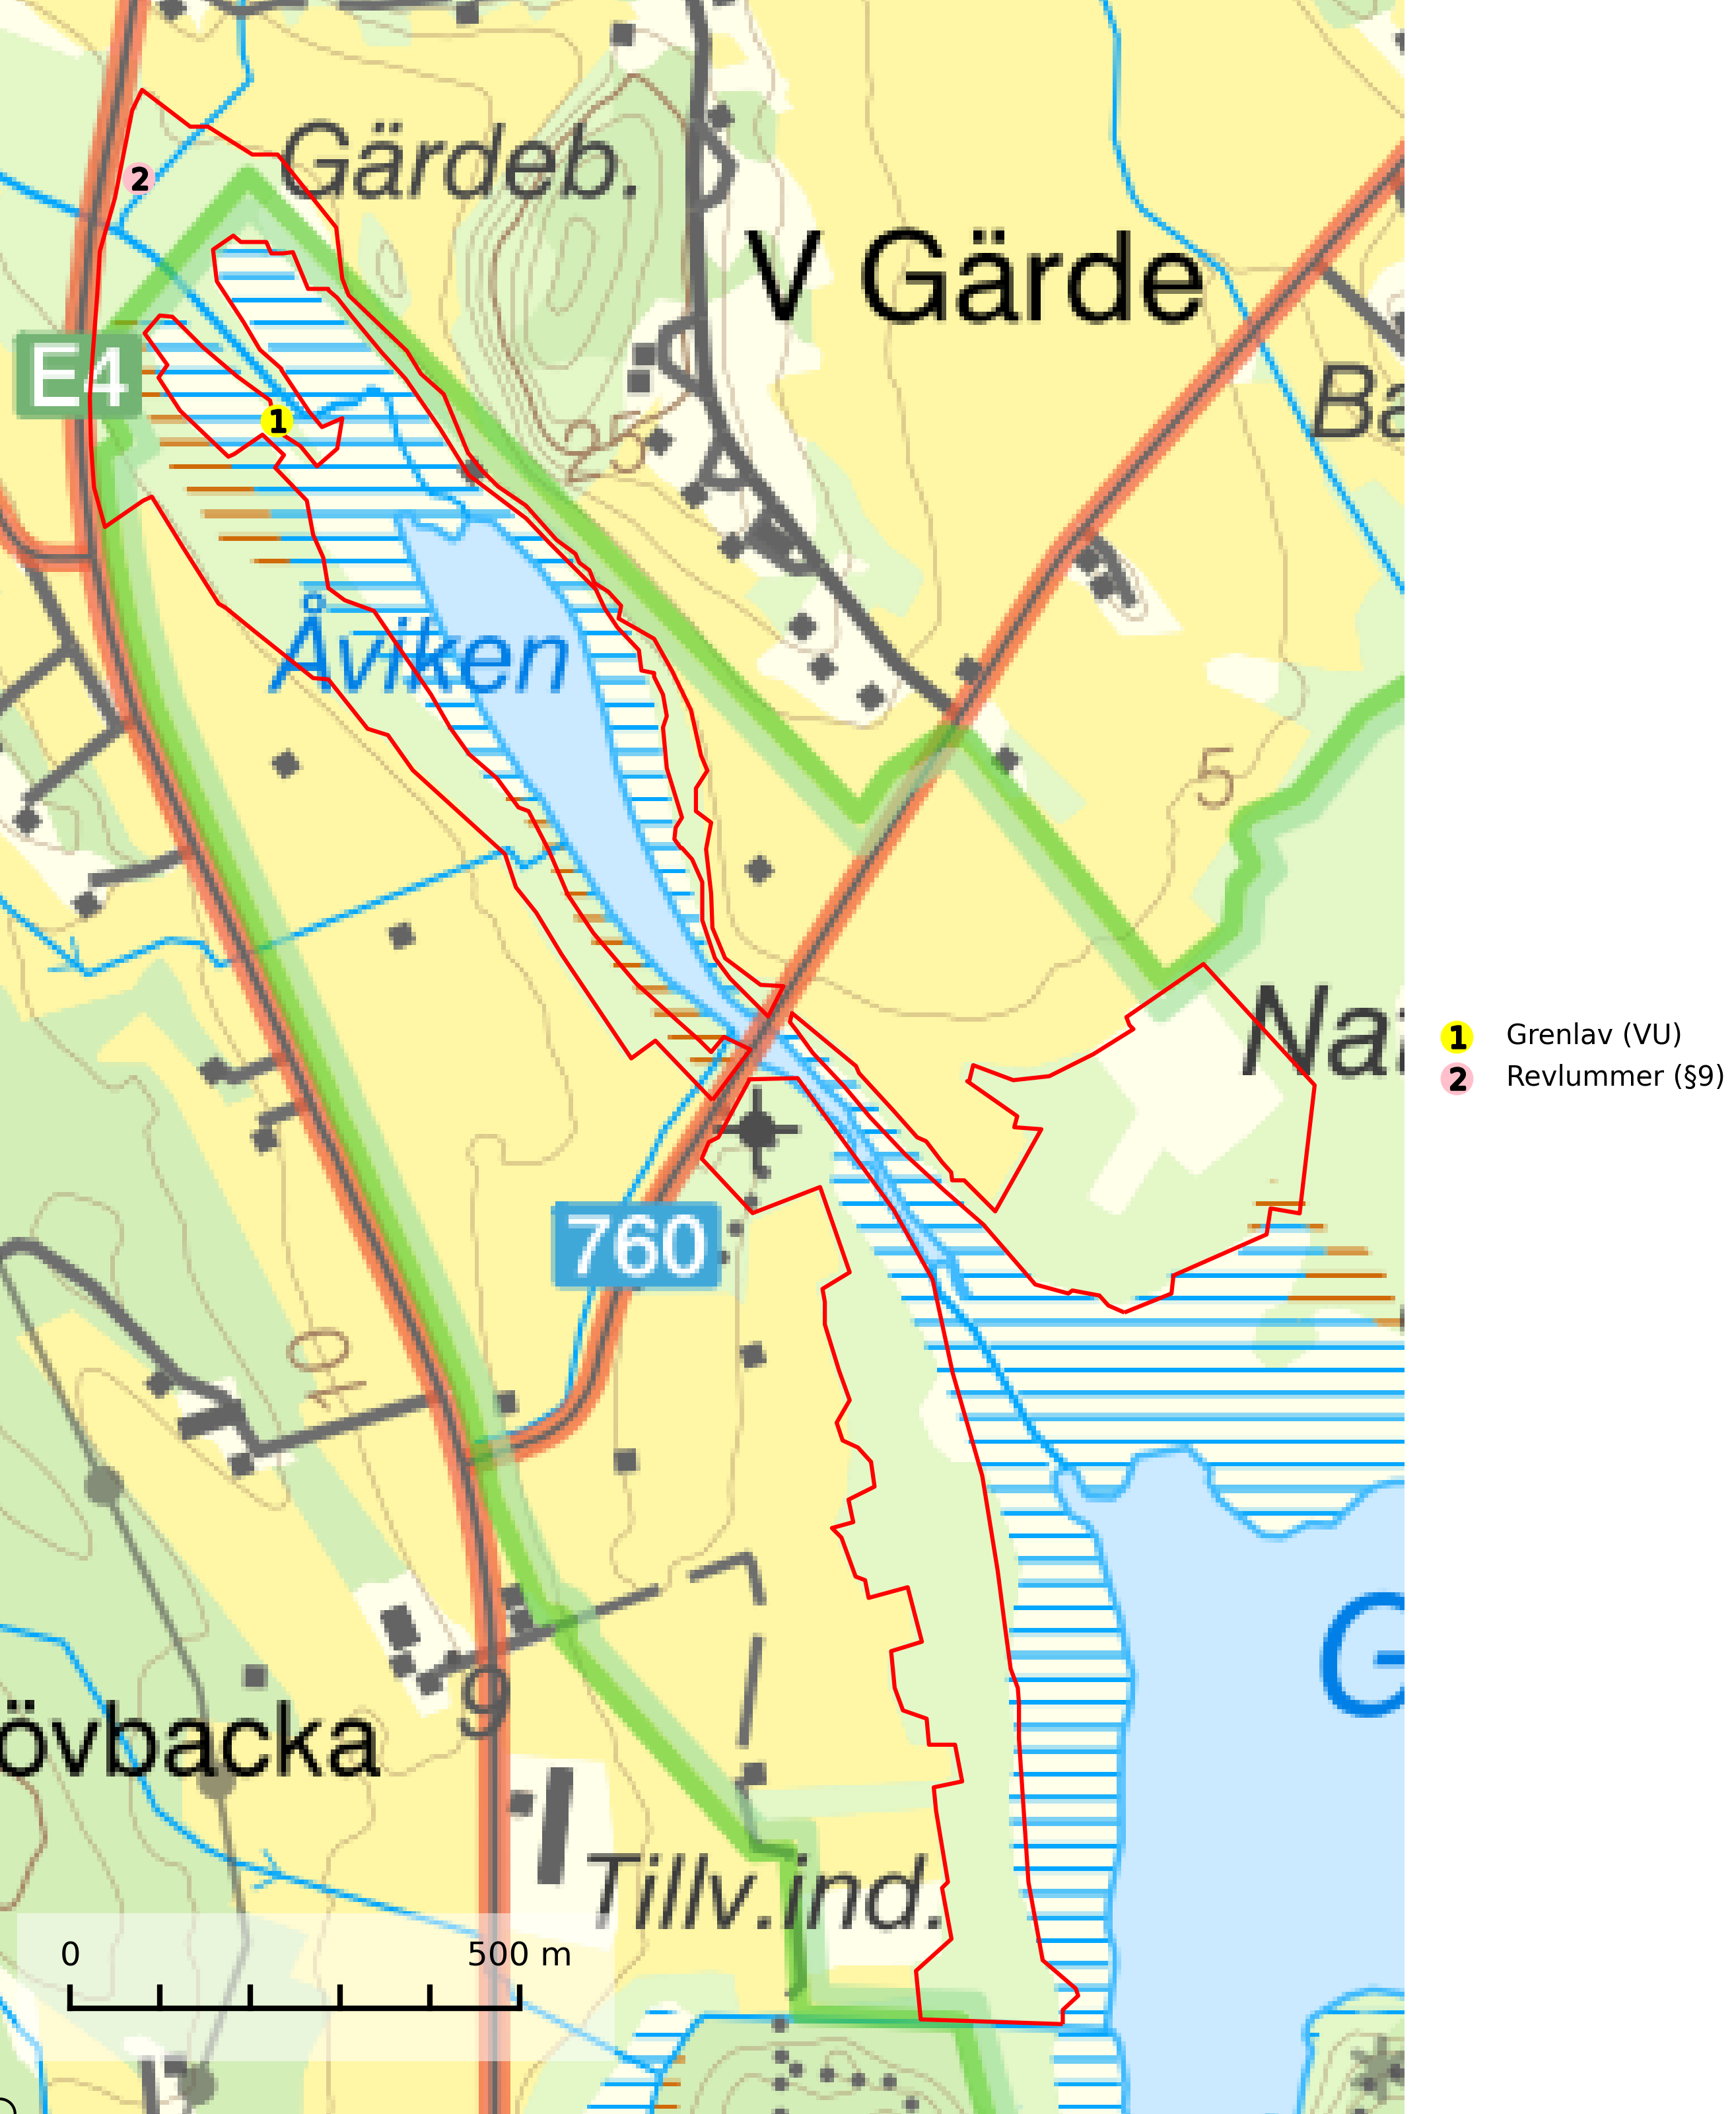 Gärdeb.
2
V Gärde
E4
1
25
Åviken
5
1 Grenlav (VU)
2 Revlummer (§9)
760
10
9
övbacka
Tillv.ind.
0 500 m